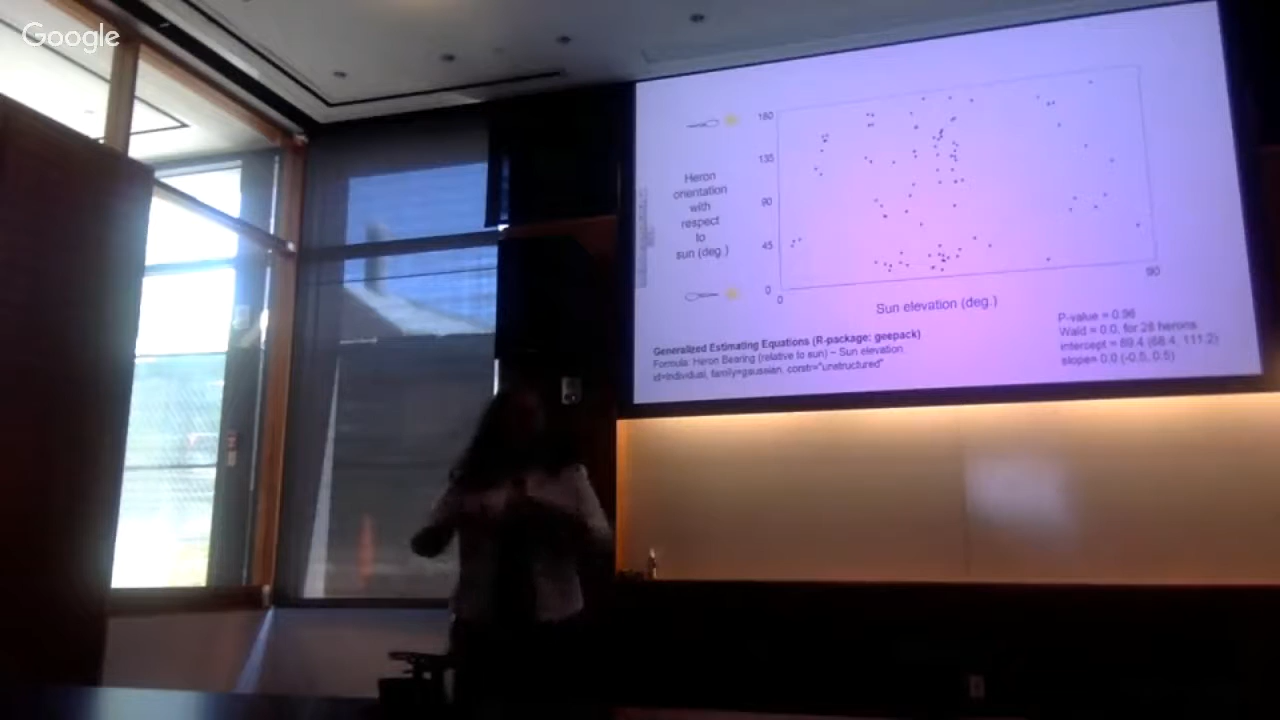 Google
Heron
orientation
with
respect
to
sun (deg.)
180
135
90
45
0
0
90
Sun elevation (deg.)
Generalized Estimating Equations (R-package: geepack)
Formula: Heron Bearing (relative to sun) ~ Sun elevation
id=individual, family=gaussian, constr="unstructured"
P-value = 0.96
Wald = 0.0, for 28 herons
intercept = 89.4 (68.4, 111.2)
slope= 0.0 (-0.5, 0.5)